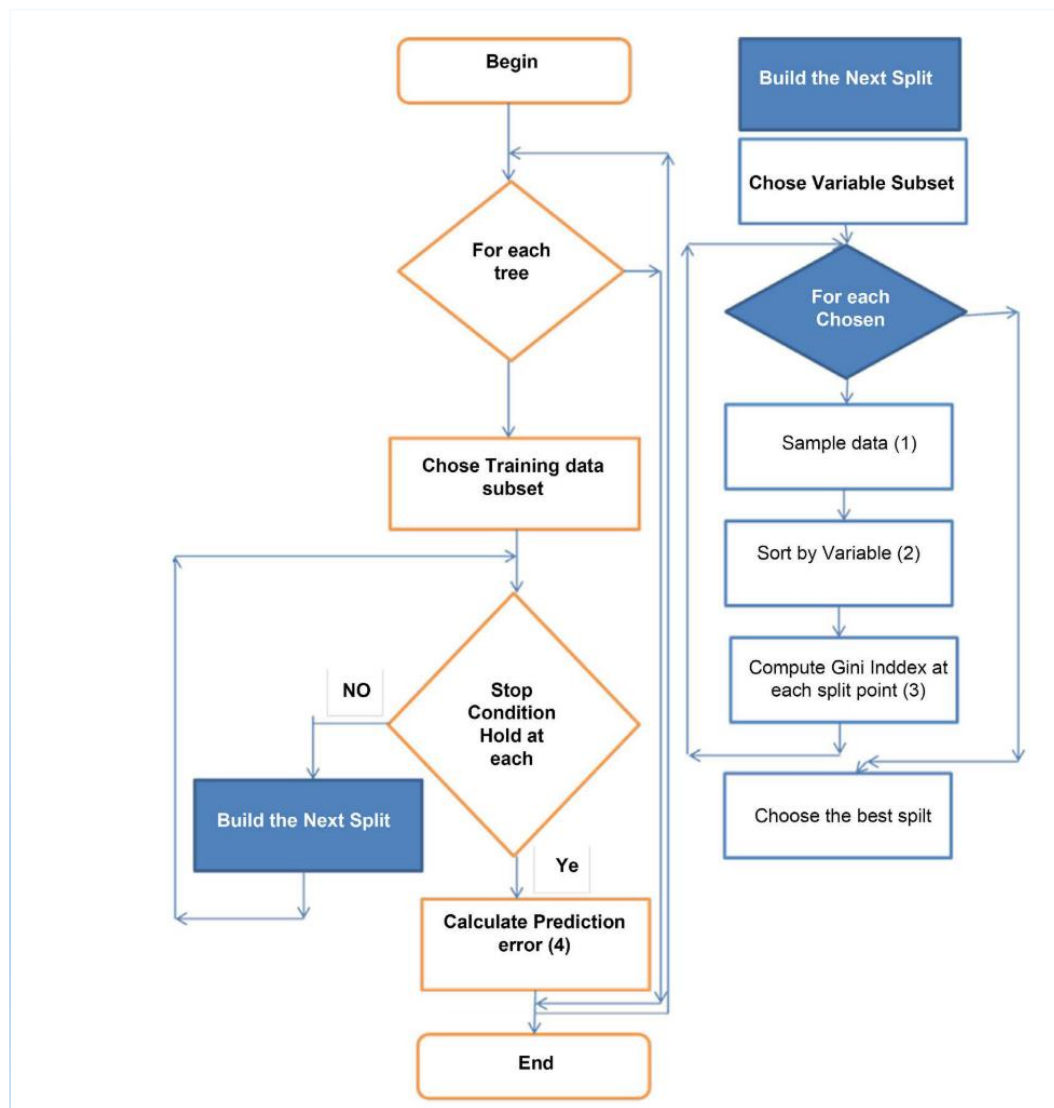 Begin
For each
tree
Chose Training data
subset
NO
Stop
Condition
Hold at
each
Build the Next Split
Ye
Calculate Prediction
error (4)
End
Build the Next Split
Chose Variable Subset
For each
Chosen
Sample data (1)
Sort by Variable (2)
Compute Gini Inddex at
each split point (3)
Choose the best spilt